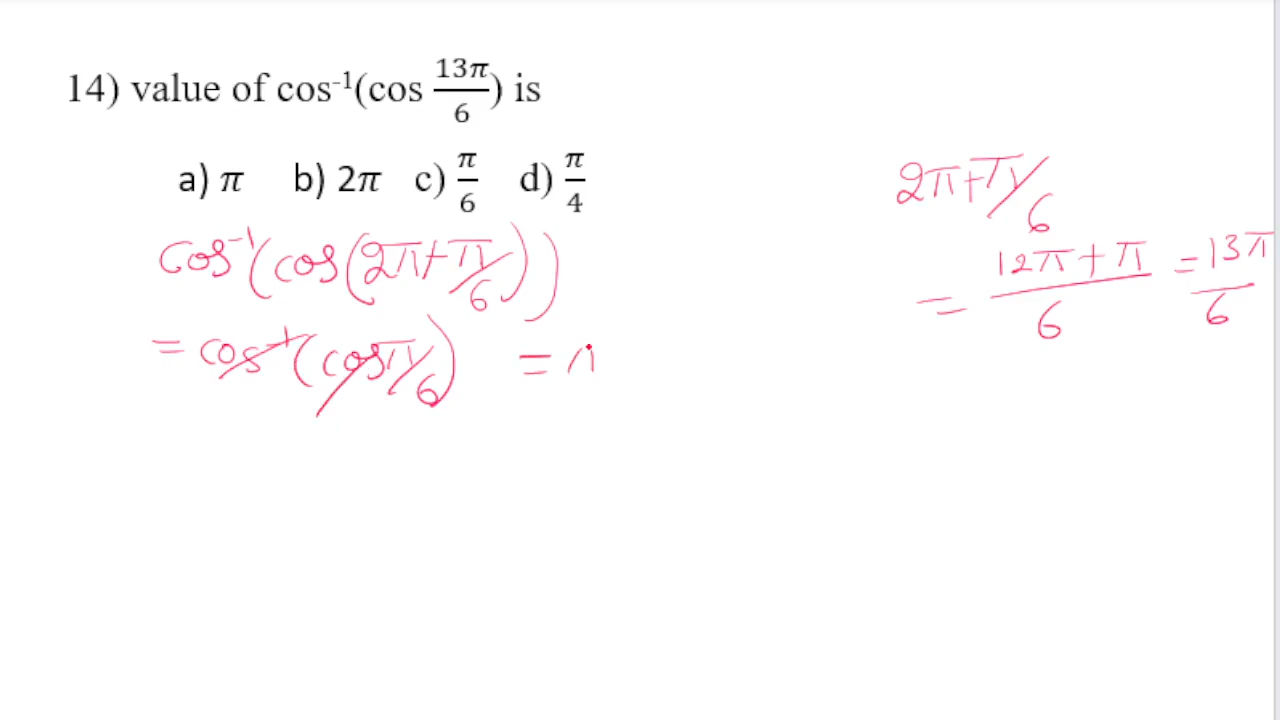 14) value of cos⁻¹(cos 13π/6) is
a) π b) 2π c) π/6 d) π/4
cos⁻¹(cos(2π+π/6))
= cos⁻¹(cosπ/6) =
2π+π/6
= 12π+π/6 = 13π/6